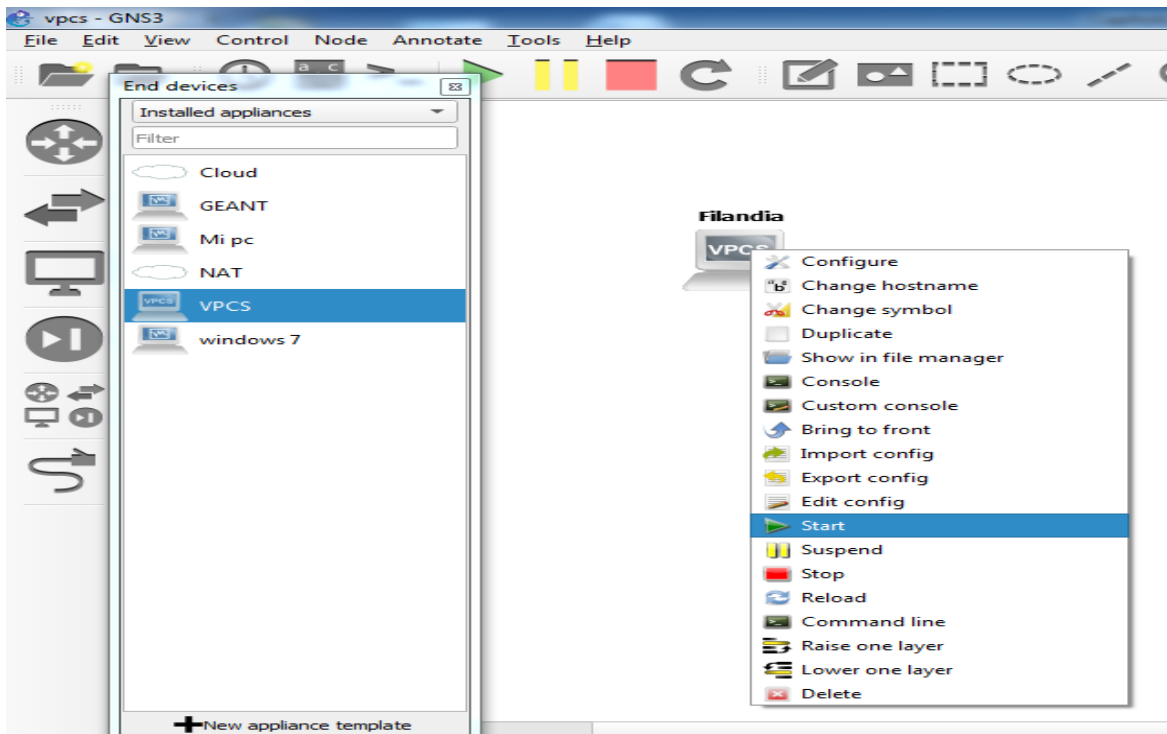 vpcs - GNS3
File Edit View Control Node Annotate Tools Help
End devices
Installed appliances
Filter
Cloud
GEANT
Mi pc
NAT
VPCS
VPCS
windows 7
New appliance template
Filandia
VPCS
Configure
Change hostname
Change symbol
Duplicate
Show in file manager
Console
Custom console
Bring to front
Import config
Export config
Edit config
Start
Suspend
Stop
Reload
Command line
Raise one layer
Lower one layer
Delete